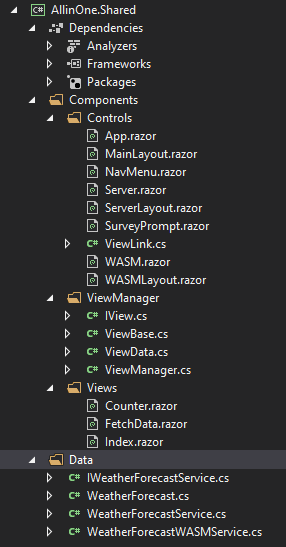 C# AllinOne.Shared
Dependencies
Analyzers
Frameworks
Packages
Components
Controls
App.razor
MainLayout.razor
NavMenu.razor
Server.razor
ServerLayout.razor
SurveyPrompt.razor
C# ViewLink.cs
WASM.razor
WASMLayout.razor
ViewManager
C# IView.cs
C# ViewBase.cs
C# ViewData.cs
C# ViewManager.cs
Views
Counter.razor
FetchData.razor
Index.razor
Data
C# IWeatherForecastService.cs
C# WeatherForecast.cs
C# WeatherForecastService.cs
C# WeatherForecastWASMService.cs